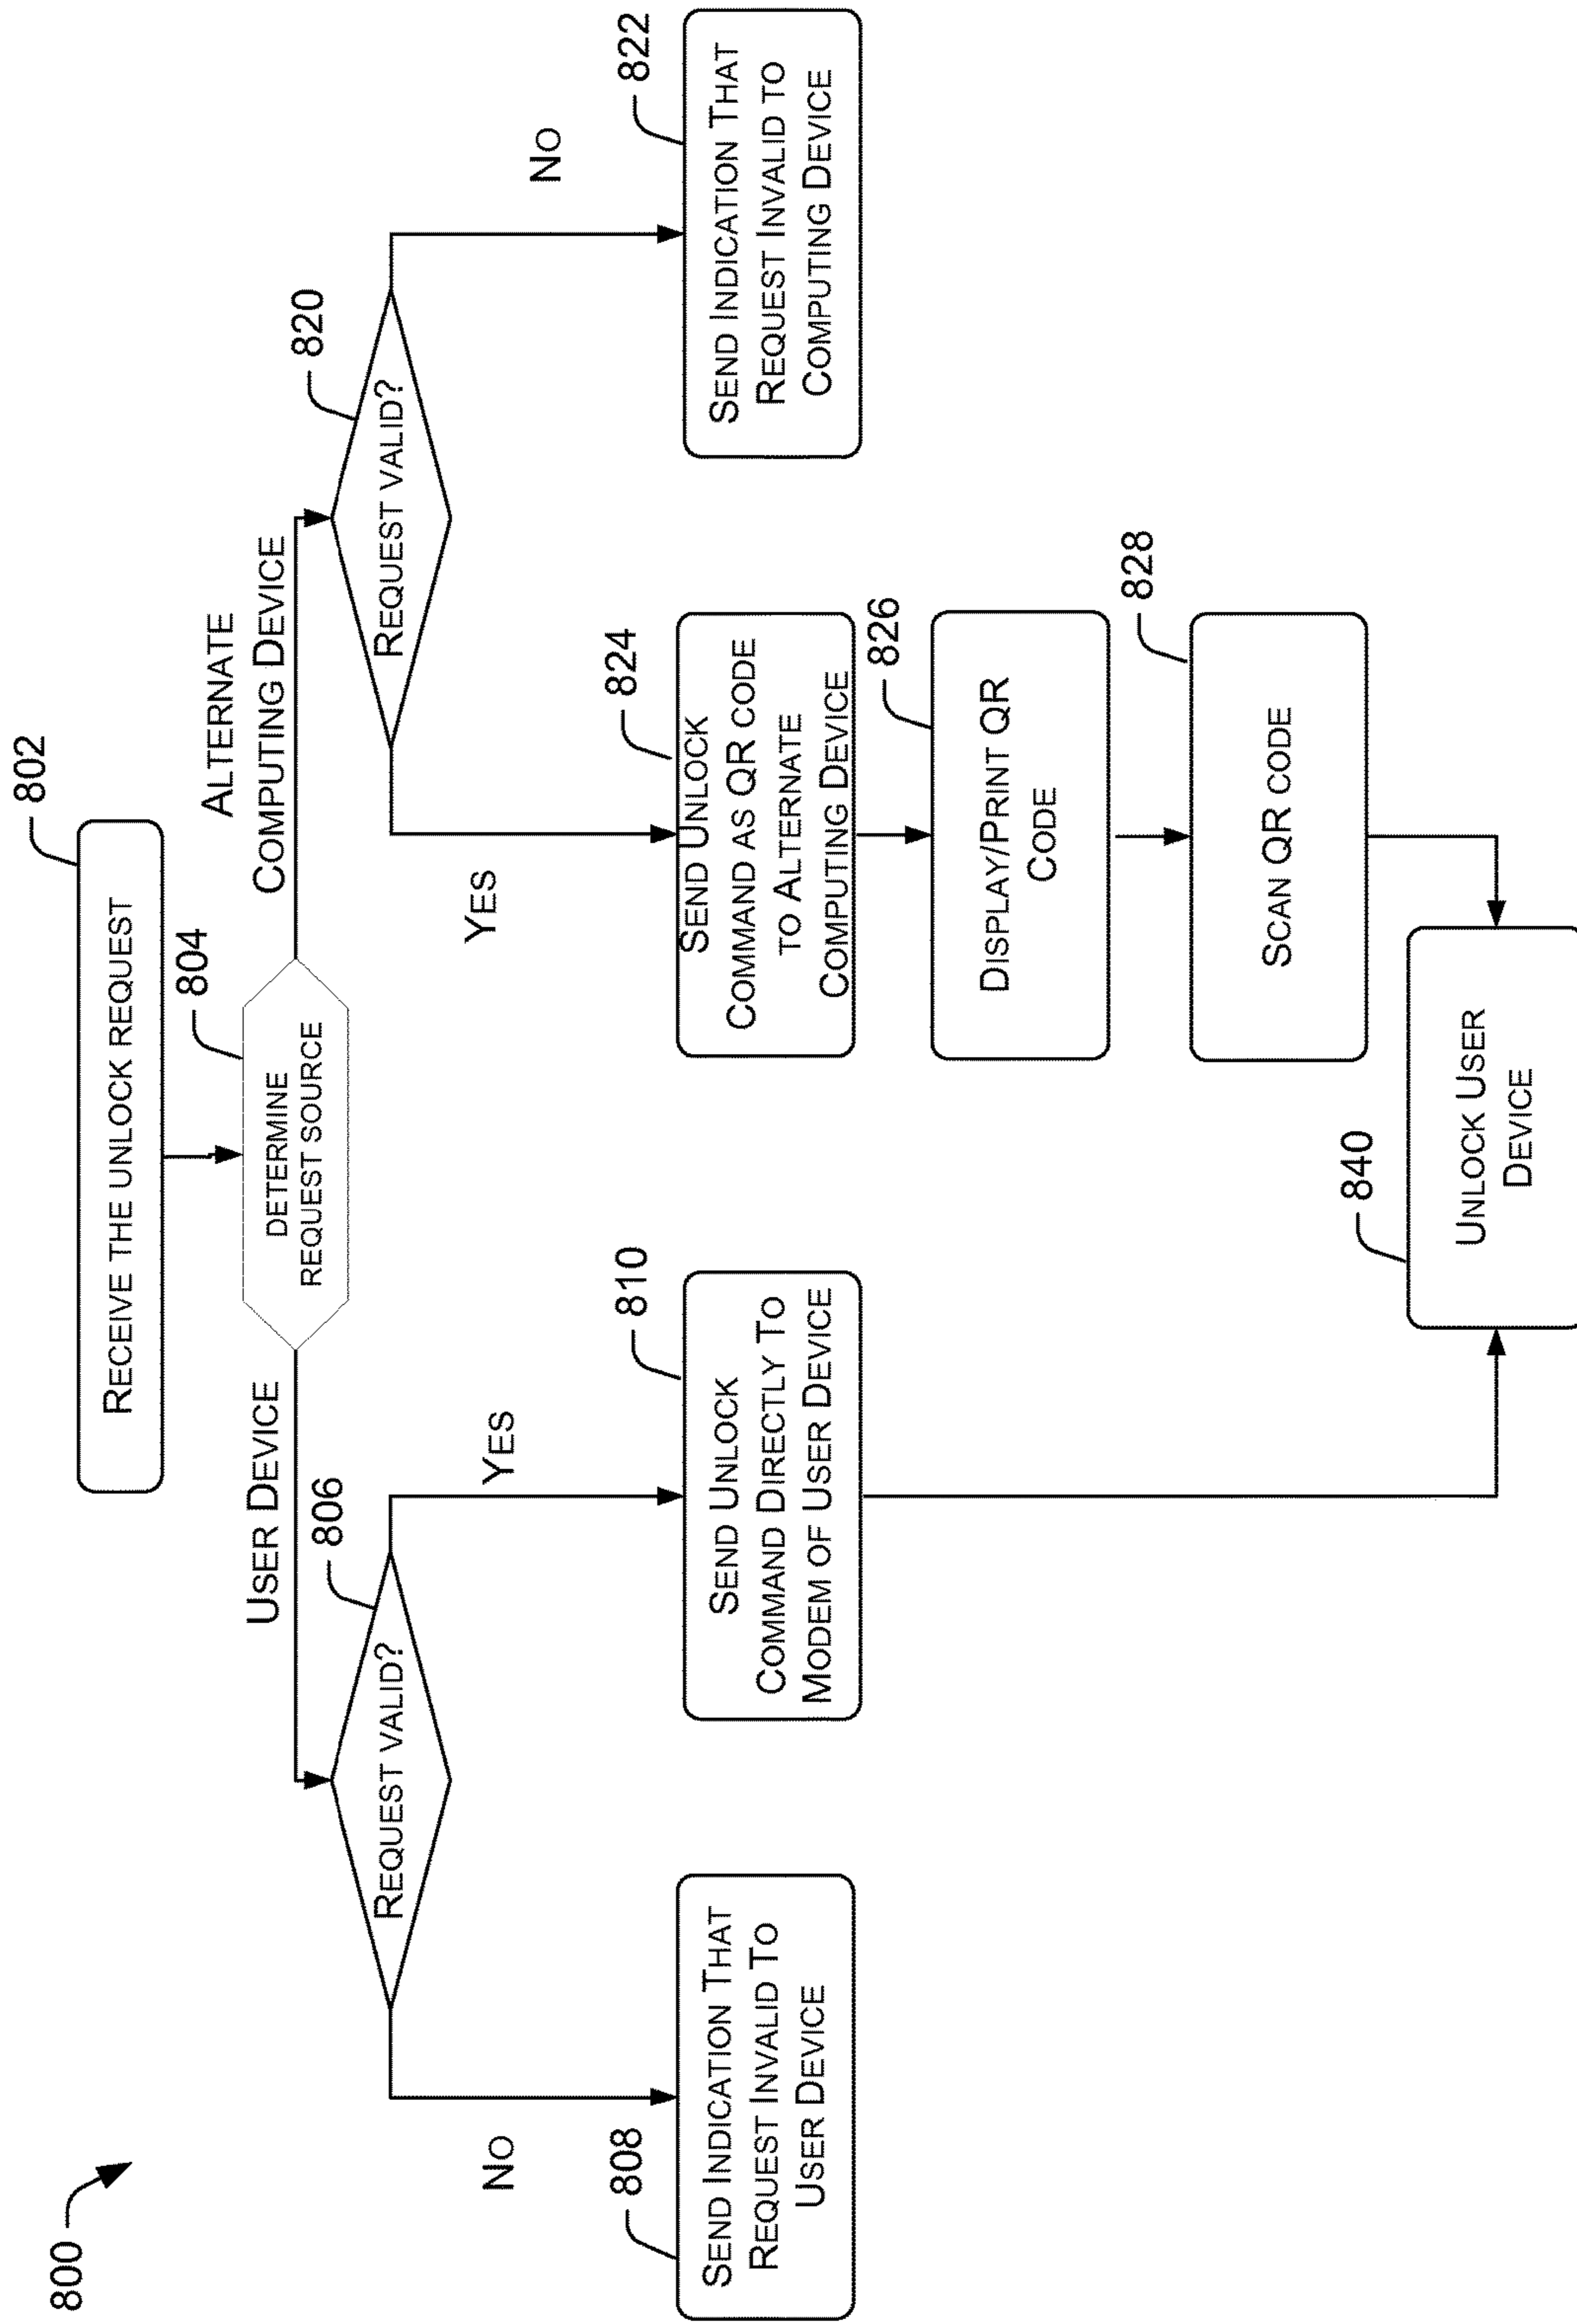 800
802
RECEIVE THE UNLOCK REQUEST
804
DETERMINE
REQUEST SOURCE
USER DEVICE
ALTERNATE
COMPUTING DEVICE
806
REQUEST VALID?
820
REQUEST VALID?
NO
YES
YES
NO
808
SEND INDICATION THAT
REQUEST INVALID TO
USER DEVICE
810
SEND UNLOCK
COMMAND DIRECTLY TO
MODEM OF USER DEVICE
824
SEND UNLOCK
COMMAND AS QR CODE
TO ALTERNATE
COMPUTING DEVICE
822
SEND INDICATION THAT
REQUEST INVALID TO
COMPUTING DEVICE
826
DISPLAY/PRINT QR
CODE
828
SCAN QR CODE
840
UNLOCK USER
DEVICE